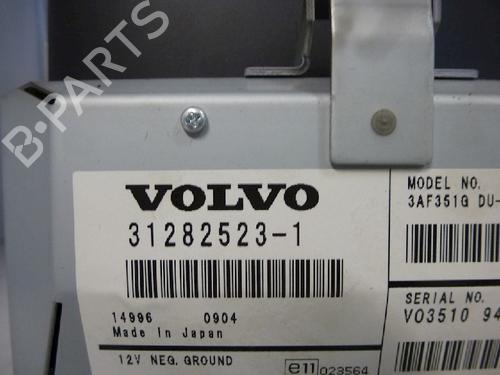 B-PARTS
VOLVO
31282523-1
14996 0904
Made in Japan
12V NEG. GROUND
e11 023564
MODEL NO.
3AF351G DU-
SERIAL NO.
VO3510 94